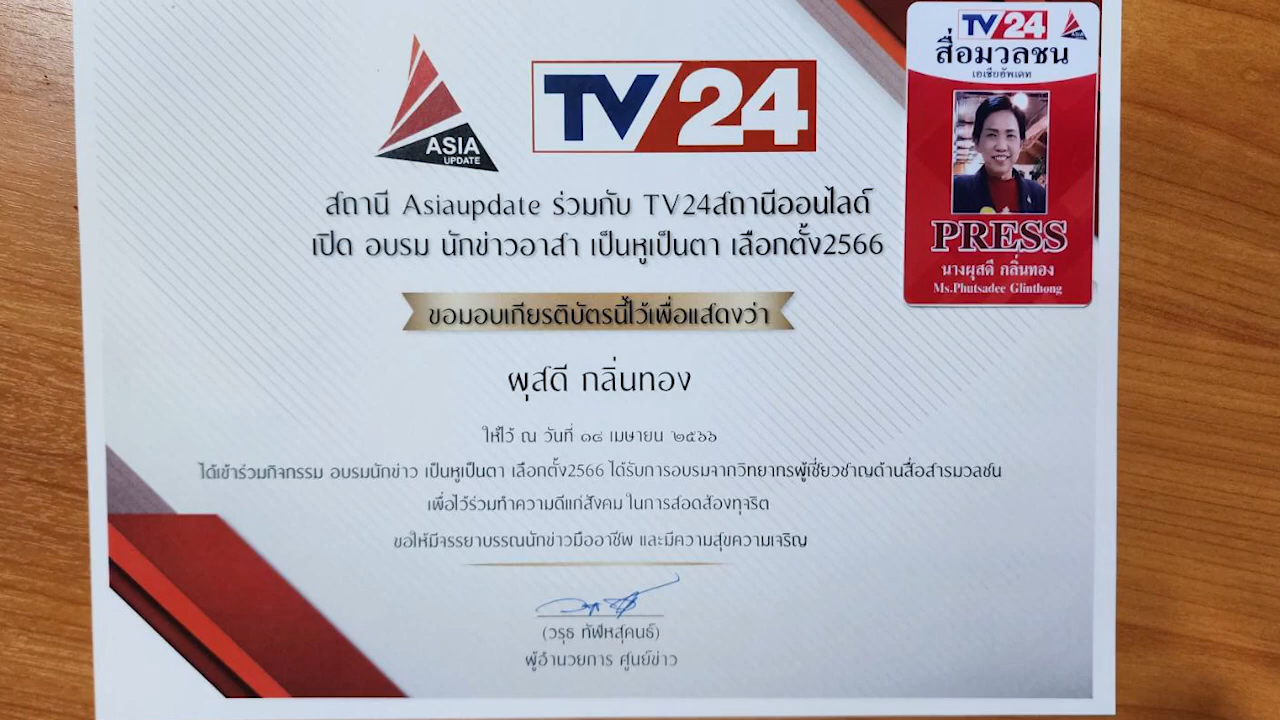 ASIA
UPDATE
TV24
สถานี Asiaupdate ร่วมกับ TV24สถานีออนไลด์
เปิด อบรม นักข่าวอาสา เป็นหูเป็นตา เลือกตั้ง2566
ขอมอบเกียรติบัตรนี้ไว้เพื่อแสดงว่า
ผุสดี กลิ่นทอง
ให้ไว้ ณ วันที่ ๑๘ เมษายน ๒๕๖๖
ได้เข้าร่วมกิจกรรม อบรมนักข่าว เป็นหูเป็นตา เลือกตั้ง2566 ได้รับการอบรมจากวิทยากรผู้เชี่ยวชาญด้านสื่อสารมวลชน
เพื่อไว้ร่วมทำความดีแก่สังคม ในการสอดส้องทุจริต
ขอให้มีจรรยาบรรณนักข่าวมืออาชีพ และมีความสุขความเจริญ
(วรุธ ทัฬหสุคนธ์)
ผู้อำนวยการ ศูนย์ข่าว
TV24
สื่อมวลชน
เอเชียอัพเดท
PRESS
นางผุสดี กลิ่นทอง
Ms.Phutsadee Glinthong